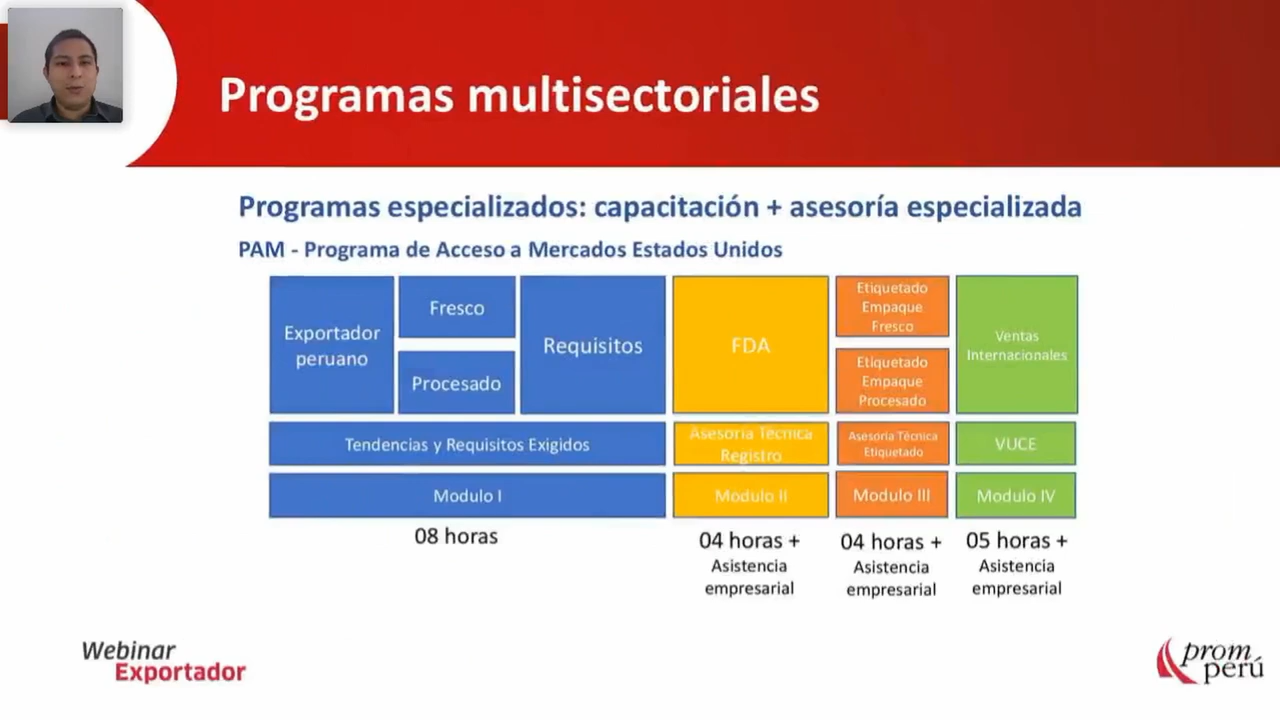 Programas multisectoriales
Programas especializados: capacitación + asesoría especializada
PAM - Programa de Acceso a Mercados Estados Unidos
Exportador
peruano
Fresco
Procesado
Requisitos
FDA
Etiquetado
Empaque
Fresco
Etiquetado
Empaque
Procesado
Ventas
Internacionales
Tendencias y Requisitos Exigidos
Asesoría Técnica
Registro
Asesoría Técnica
Etiquetado
VUCE
Modulo I
Modulo II
Modulo III
Modulo IV
08 horas
04 horas +
Asistencia
empresarial
04 horas +
Asistencia
empresarial
05 horas +
Asistencia
empresarial
Webinar
Exportador
prom
perú